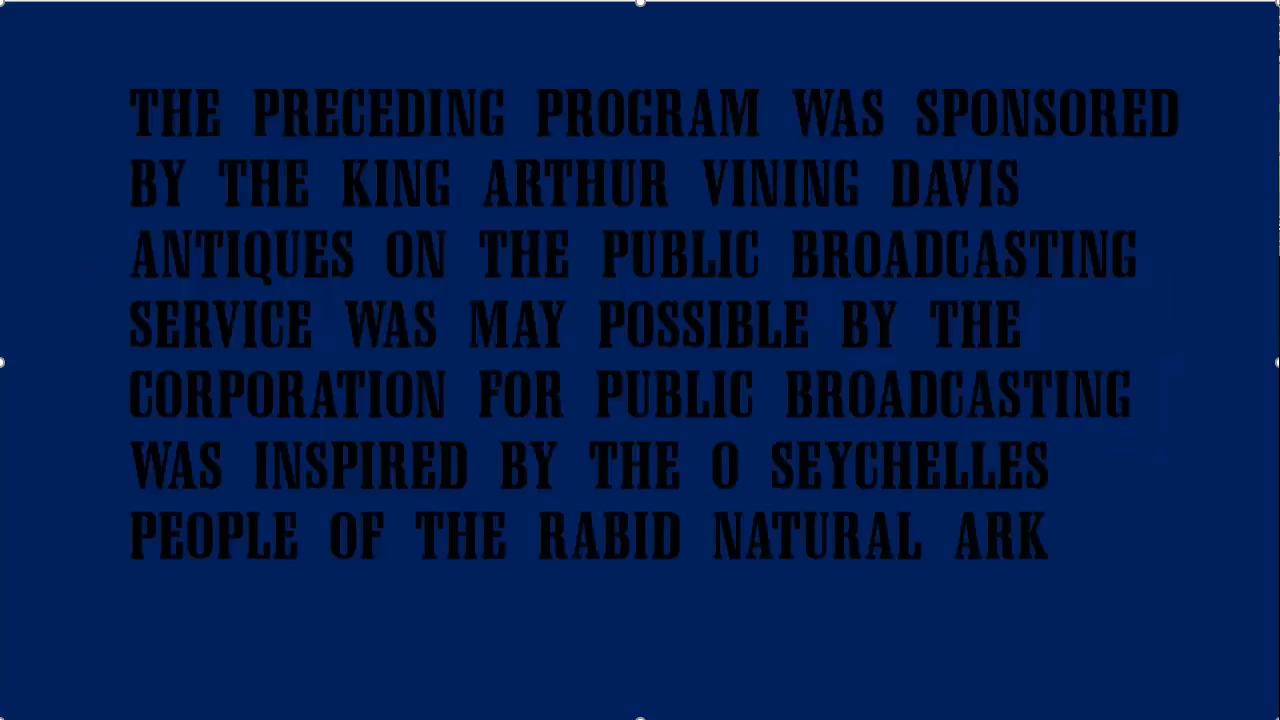 THE PRECEDING PROGRAM WAS SPONSORED
BY THE KING ARTHUR VINING DAVIS
ANTIQUES ON THE PUBLIC BROADCASTING
SERVICE WAS MAY POSSIBLE BY THE
CORPORATION FOR PUBLIC BROADCASTING
WAS INSPIRED BY THE O SEYCHELLES
PEOPLE OF THE RABID NATURAL ARK